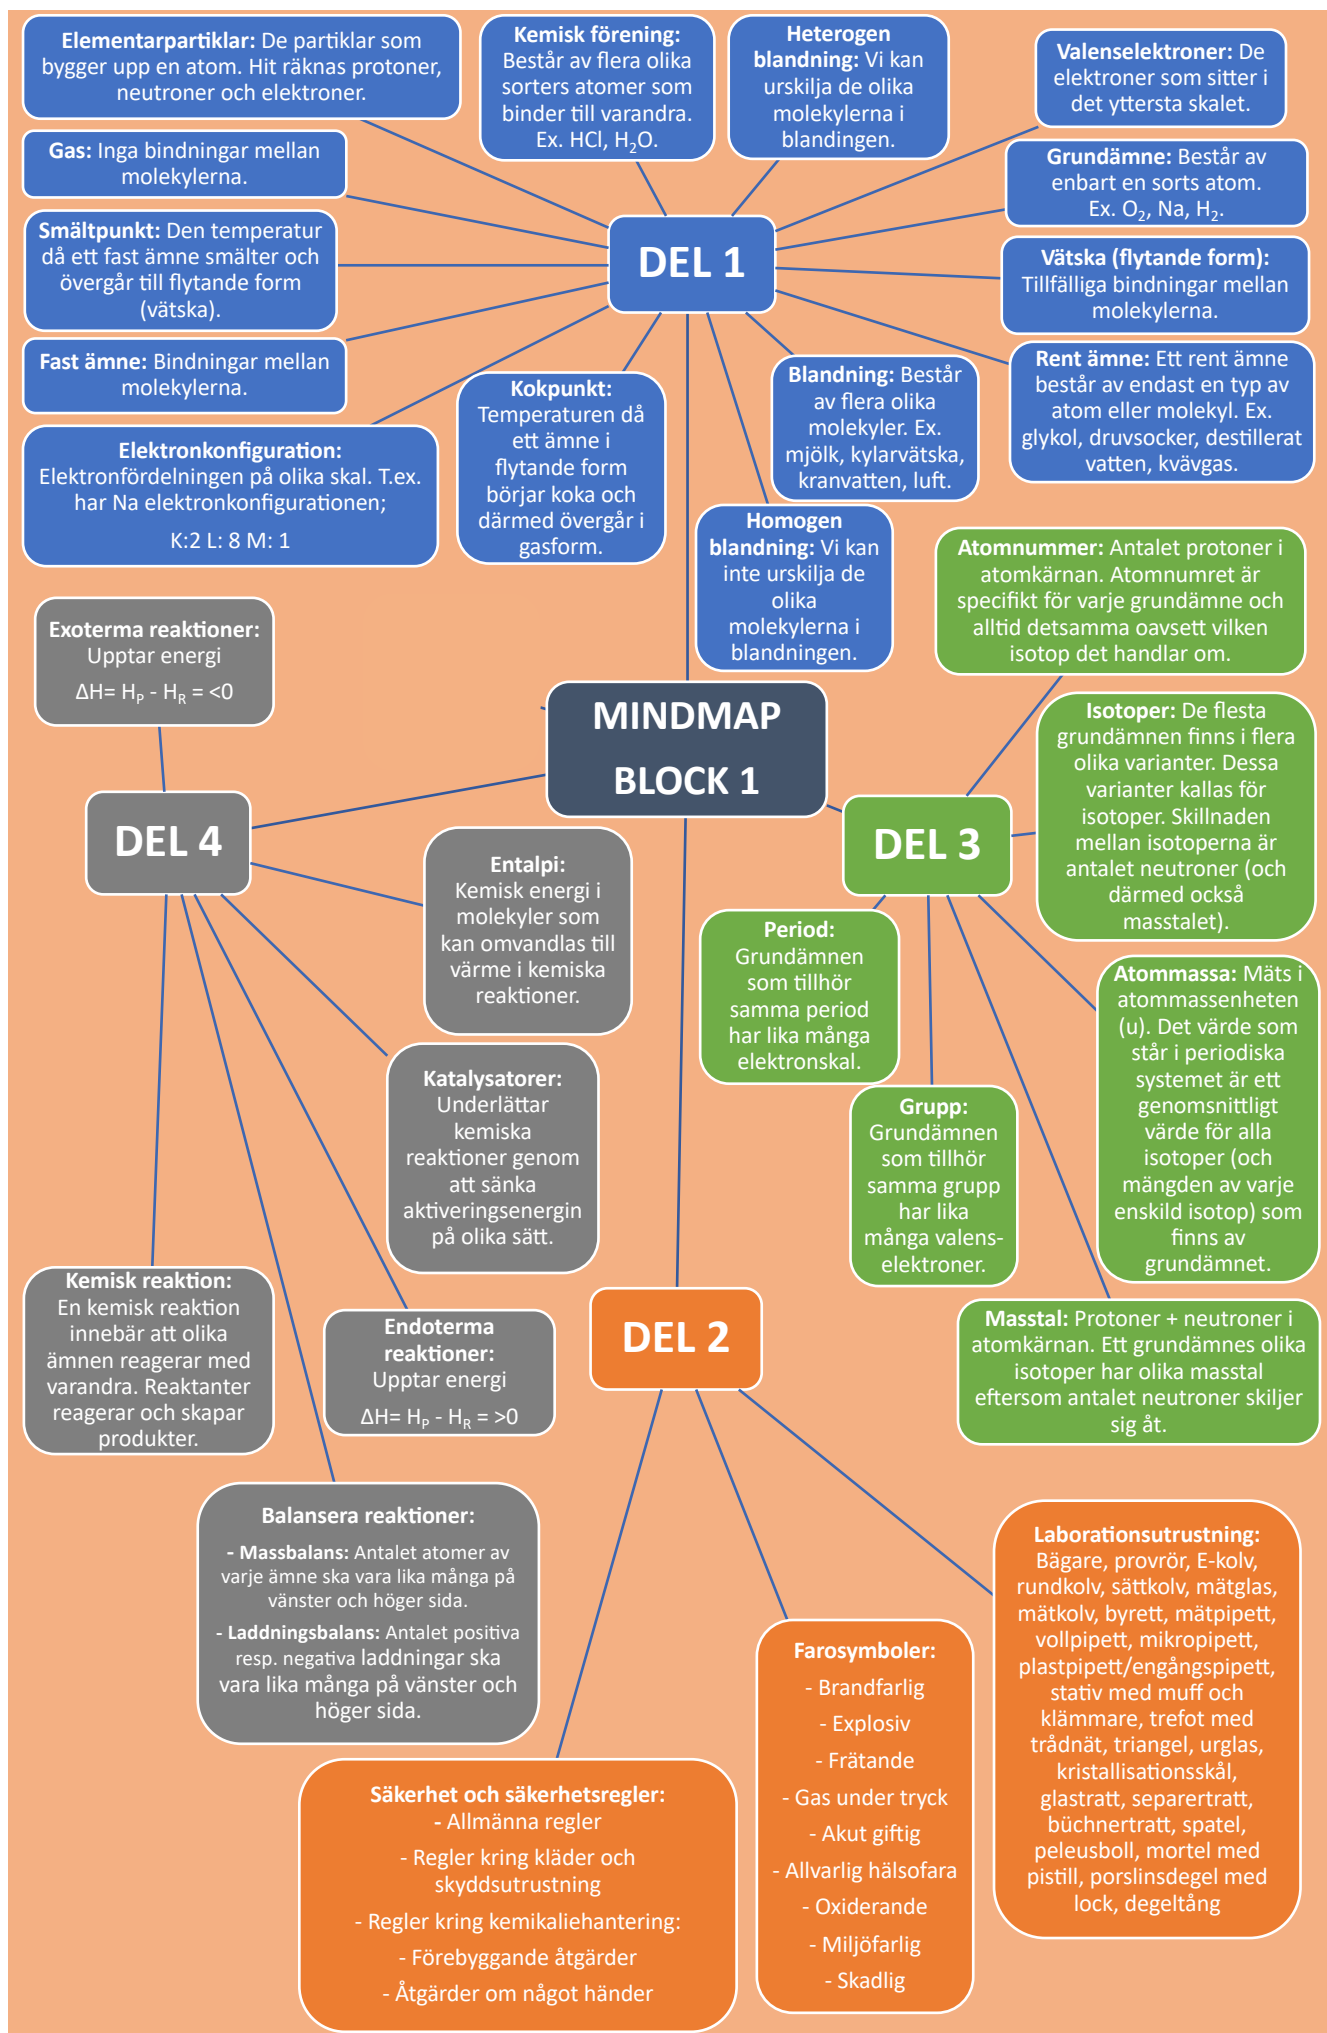 Elementarpartiklar: De partiklar som
bygger upp en atom. Hit räknas protoner,
neutroner och elektroner.
Kemisk förening:
Består av flera olika
sorters atomer som
binder till varandra.
Ex. HCl, H₂O.
Heterogen
blandning: Vi kan
urskilja de olika
molekylerna i
blandingen.
Valenselektroner: De
elektroner som sitter i
det yttersta skalet.
Gas: Inga bindningar mellan
molekylerna.
Grundämne: Består av
enbart en sorts atom.
Ex. O₂, Na, H₂.
Smältpunkt: Den temperatur
då ett fast ämne smälter och
övergår till flytande form
(vätska).
DEL 1
Vätska (flytande form):
Tillfälliga bindningar mellan
molekylerna.
Fast ämne: Bindningar mellan
molekylerna.
Kokpunkt:
Temperaturen då
ett ämne i
flytande form
börjar koka och
därmed övergår i
gasform.
Blandning: Består
av flera olika
molekyler. Ex.
mjölk, kylarvätska,
kranvatten, luft.
Rent ämne: Ett rent ämne
består av endast en typ av
atom eller molekyl. Ex.
glykol, druvsocker, destillerat
vatten, kvävgas.
Elektronkonfiguration:
Elektronfördelningen på olika skal. T.ex.
har Na elektronkonfigurationen;
K:2 L: 8 M: 1
Homogen
blandning: Vi kan
inte urskilja de
olika
molekylerna i
blandningen.
Atomnummer: Antalet protoner i
atomkärnan. Atomnumret är
specifikt för varje grundämne och
alltid detsamma oavsett vilken
isotop det handlar om.
Exoterma reaktioner:
Upptar energi
ΔH= Hₚ - H_R = <0
MINDMAP
BLOCK 1
Isotoper: De flesta
grundämnen finns i flera
olika varianter. Dessa
varianter kallas för
isotoper. Skillnaden
mellan isotoperna är
antalet neutroner (och
därmed också
masstalet).
DEL 4
DEL 3
Entalpi:
Kemisk energi i
molekyler som
kan omvandlas till
värme i kemiska
reaktioner.
Period:
Grundämnen
som tillhör
samma period
har lika många
elektronskal.
Atommassa: Mäts i
atommassenheten
(u). Det värde som
står i periodiska
systemet är ett
genomsnittligt
värde för alla
isotoper (och
mängden av varje
enskild isotop) som
finns av
grundämnet.
Katalysatorer:
Underlättar
kemiska
reaktioner genom
att sänka
aktiveringsenergin
på olika sätt.
Grupp:
Grundämnen
som tillhör
samma grupp
har lika
många valens-
elektroner.
Kemisk reaktion:
En kemisk reaktion
innebär att olika
ämnen reagerar med
varandra. Reaktanter
reagerar och skapar
produkter.
Endoterma
reaktioner:
Upptar energi
ΔH= Hₚ - H_R = >0
DEL 2
Masstal: Protoner + neutroner i
atomkärnan. Ett grundämnes olika
isotoper har olika masstal
eftersom antalet neutroner skiljer
sig åt.
Balansera reaktioner:
- Massbalans: Antalet atomer av
varje ämne ska vara lika många på
vänster och höger sida.
- Laddningsbalans: Antalet positiva
resp. negativa laddningar ska
vara lika många på vänster och
höger sida.
Laborationsutrustning:
Bägare, provrör, E-kolv,
rundkolv, sättkolv, mätglas,
mätkolv, byrett, mätpipett,
vollpipett, mikropipett,
plastpipett/engångspipett,
stativ med muff och
klämmare, trefot med
trådnät, triangel, urglas,
kristallisationsskål,
glastratt, separertratt,
büchnertratt, spatel,
peleusboll, mortel med
pistill, porslinsdegel med
lock, degeltång
Farosymboler:
- Brandfarlig
- Explosiv
- Frätande
- Gas under tryck
- Akut giftig
- Allvarlig hälsofara
- Oxiderande
- Miljöfarlig
- Skadlig
Säkerhet och säkerhetsregler:
- Allmänna regler
- Regler kring kläder och
skyddsutrustning
- Regler kring kemikaliehantering:
- Förebyggande åtgärder
- Åtgärder om något händer